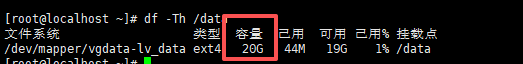 [root@localhost ~]# df -Th /data
文件系统 类型 容量 已用 可用 已用% 挂载点
/dev/mapper/vgdata-lv_data ext4 20G 44M 19G 1% /data
[root@localhost ~]#